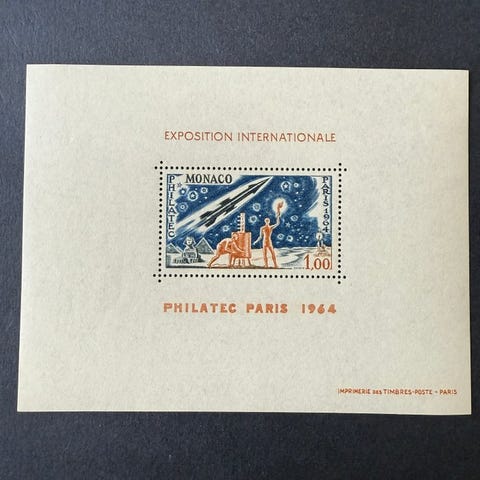 EXPOSITION INTERNATIONALE
MONACO
PHILATEC
PARIS 1964
1,00
PHILATEC PARIS 1964
IMPRIMERIE DES TIMBRES-POSTE - PARIS